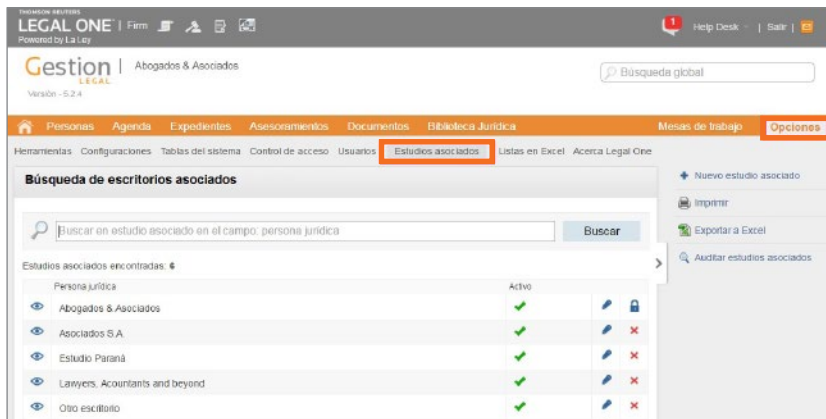 THOMSON REUTERS
LEGAL ONE Firm
Powered by La Ley
1 Help Desk | Salir |
Gestion LEGAL | Abogados & Asociados
Versión - 5.2.4
Búsqueda global
Personas Agenda Expedientes Asesoramientos Documentos Biblioteca Jurídica Mesas de trabajo Opciones
Herramientas Configuraciones Tablas del sistema Control de acceso Usuarios Estudios asociados Listas en Excel Acerca Legal One
Búsqueda de escritorios asociados
Nuevo estudio asociado
Imprimir
Buscar en estudio asociado en el campo: persona jurídica Buscar
Exportar a Excel
Auditar estudios asociados
Estudios asociados encontradas: 6
Persona jurídica Activo
Abogados & Asociados
Asociados S.A.
Estudio Paraná
Lawyers, Acountants and beyond
Otro escritorio